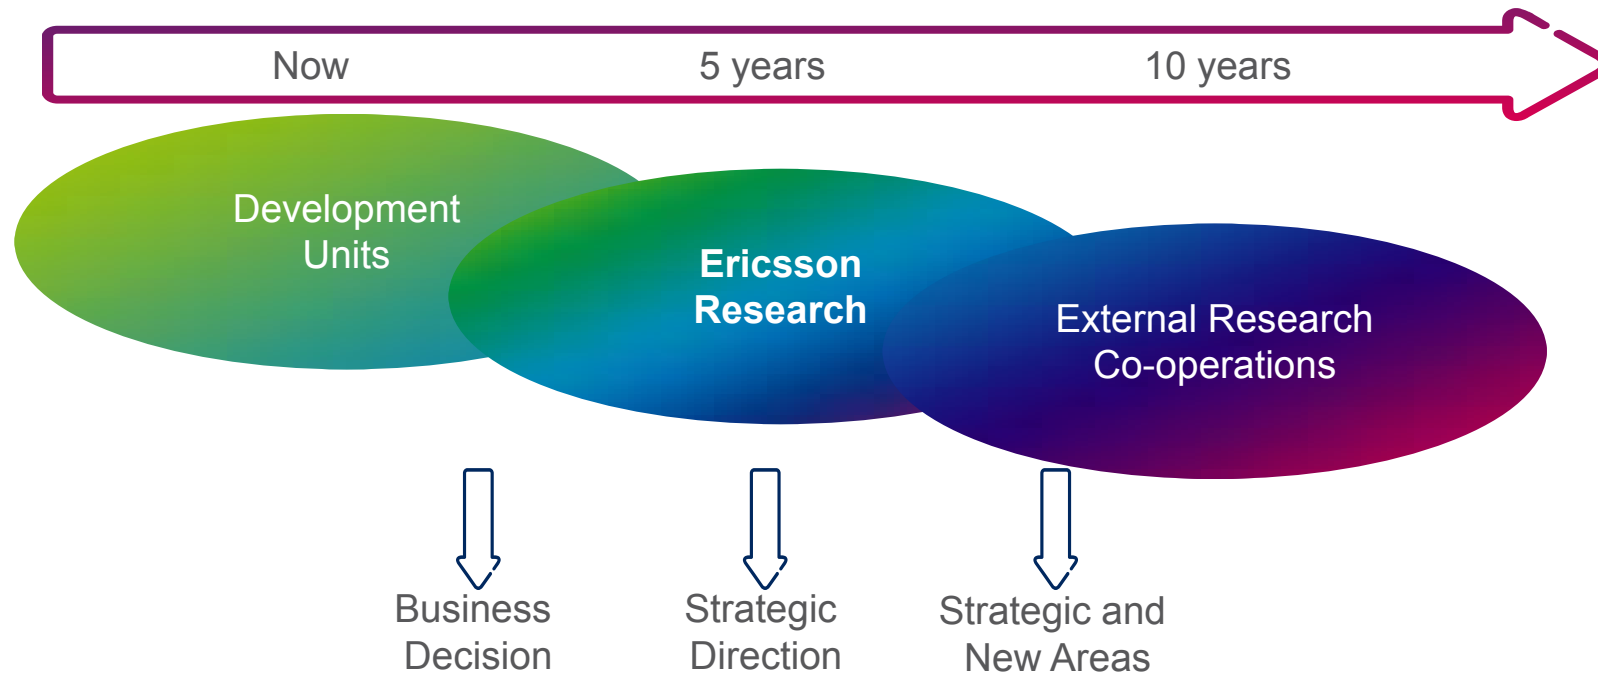 Now
5 years
10 years
Development
Units
Ericsson
Research
External Research
Co-operations
Business
Decision
Strategic
Direction
Strategic and
New Areas